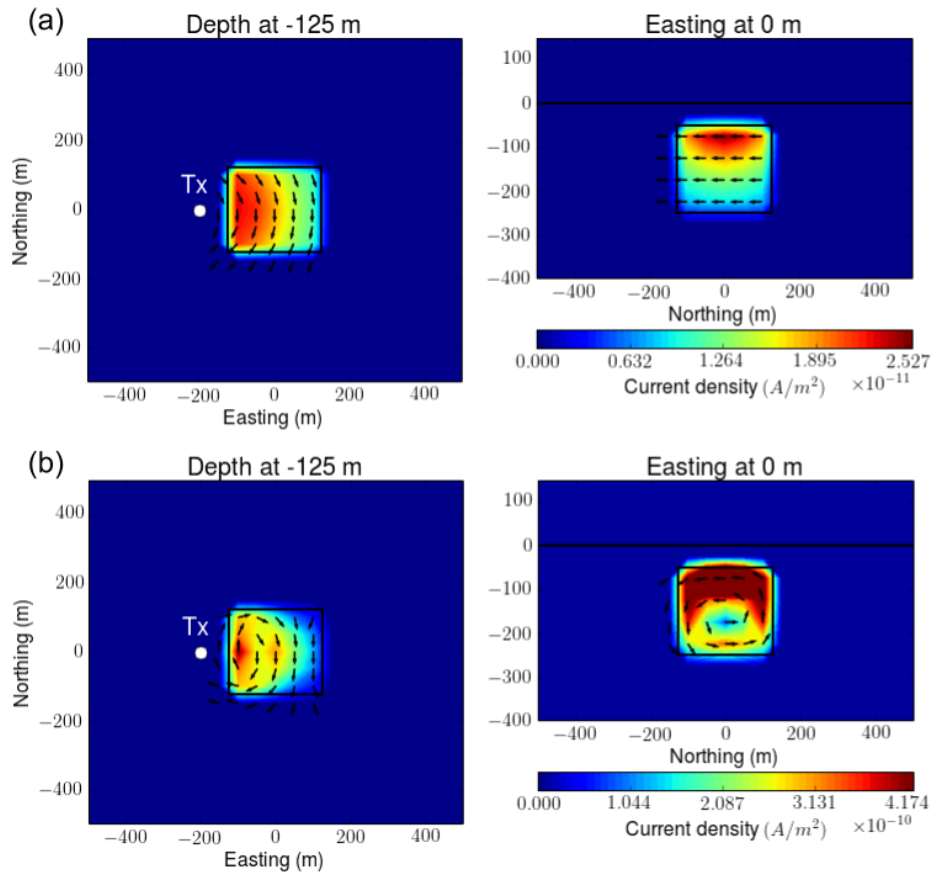 (a)
Depth at -125 m
Easting at 0 m
400
200
0
−200
−400
Northing (m)
Tx
−400 −200 0 200 400
Easting (m)
100
0
−100
−200
−300
−400
−400 −200 0 200 400
Northing (m)
0.000 0.632 1.264 1.895 2.527
Current density (A/m²) ×10⁻¹¹
(b)
Depth at -125 m
Easting at 0 m
400
200
0
−200
−400
Northing (m)
Tx
−400 −200 0 200 400
Easting (m)
100
0
−100
−200
−300
−400
−400 −200 0 200 400
Northing (m)
0.000 1.044 2.087 3.131 4.174
Current density (A/m²) ×10⁻¹⁰